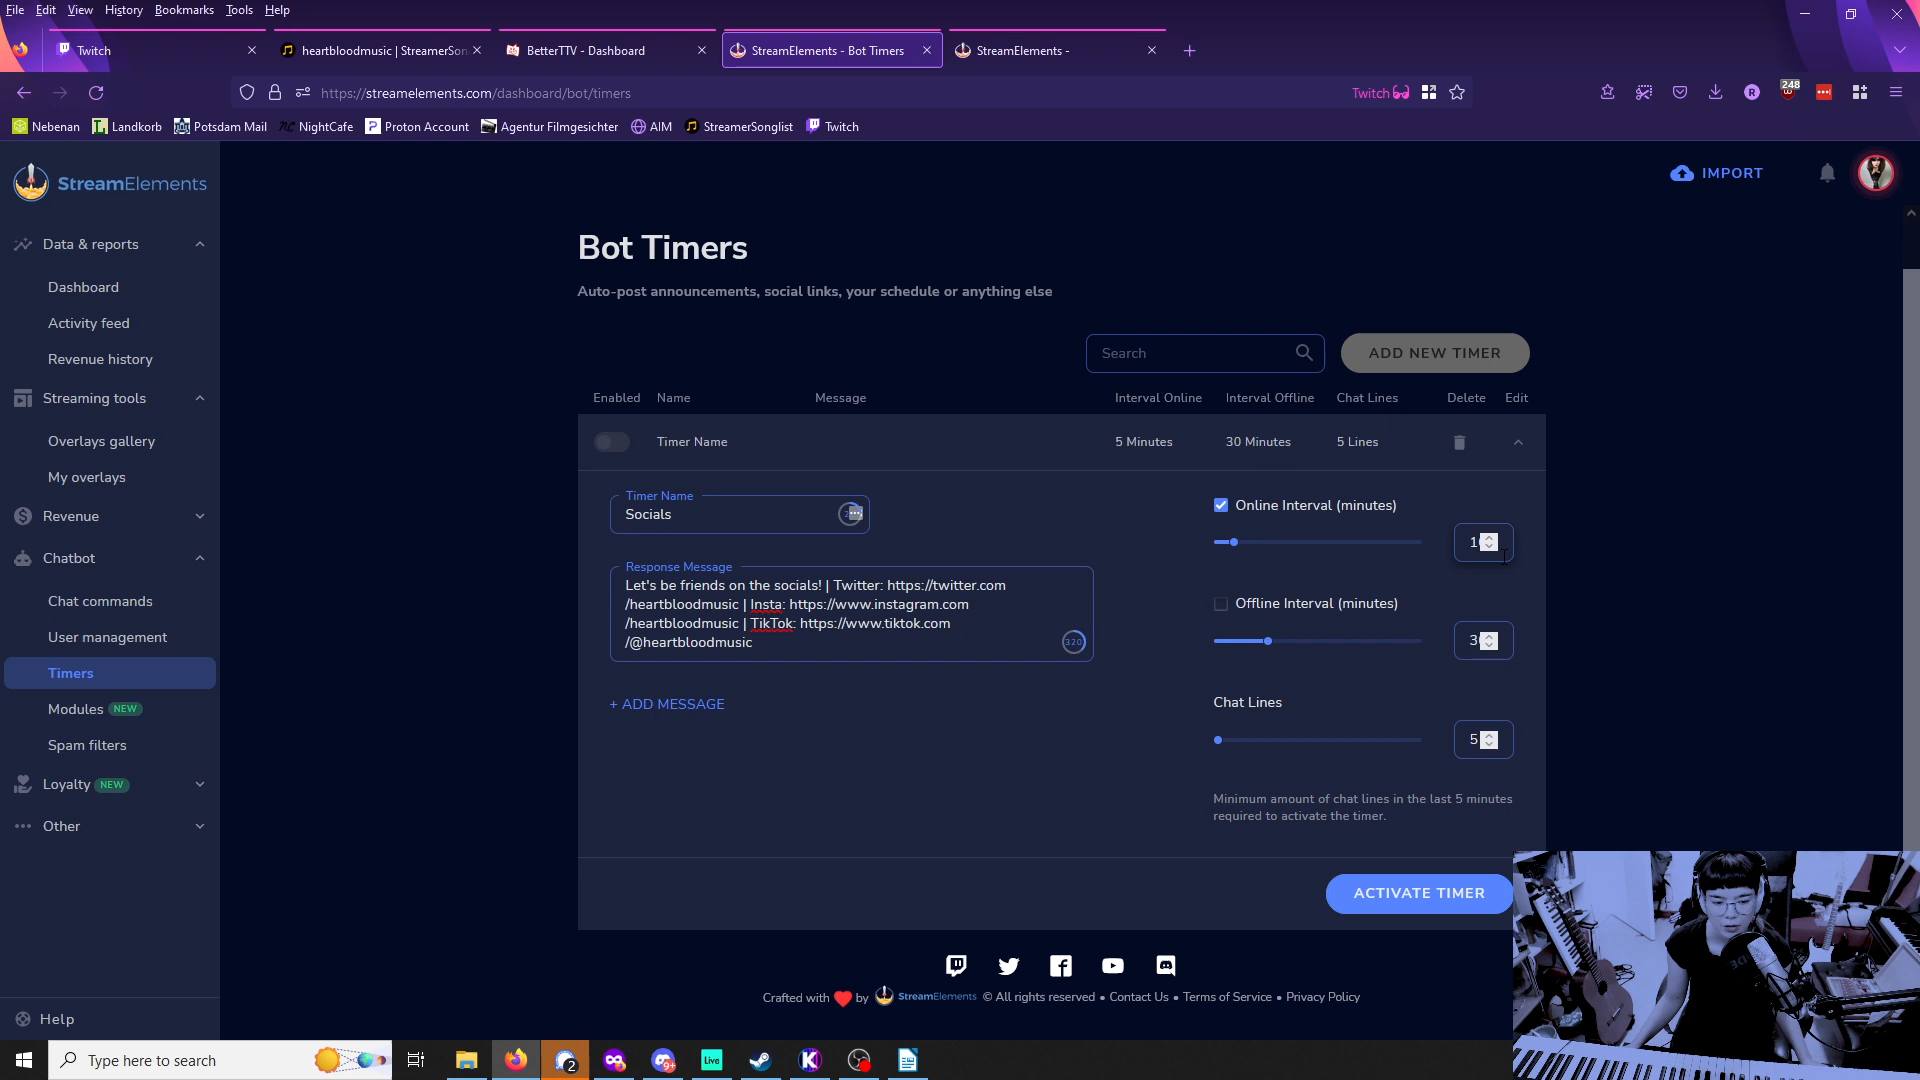 File Edit View History Bookmarks Tools Help
Twitch
heartbloodmusic | StreamerSon
BetterTTV - Dashboard
StreamElements - Bot Timers
StreamElements -
https://streamelements.com/dashboard/bot/timers
Twitch
248
Nebenan Landkorb Potsdam Mail NightCafe Proton Account Agentur Filmgesichter AIM StreamerSonglist Twitch
StreamElements
IMPORT
Data & reports
Dashboard
Activity feed
Revenue history
Streaming tools
Overlays gallery
My overlays
Revenue
Chatbot
Chat commands
User management
Timers
Modules NEW
Spam filters
Loyalty NEW
Other
Help
Bot Timers
Auto-post announcements, social links, your schedule or anything else
Search
ADD NEW TIMER
Enabled Name Message Interval Online Interval Offline Chat Lines Delete Edit
Timer Name 5 Minutes 30 Minutes 5 Lines
Timer Name
Socials
Response Message
Let's be friends on the socials! | Twitter: https://twitter.com
/heartbloodmusic | Insta: https://www.instagram.com
/heartbloodmusic | TikTok: https://www.tiktok.com
/@heartbloodmusic
320
+ ADD MESSAGE
Online Interval (minutes)
Offline Interval (minutes)
Chat Lines
5
Minimum amount of chat lines in the last 5 minutes
required to activate the timer.
ACTIVATE TIMER
Crafted with by StreamElements © All rights reserved • Contact Us • Terms of Service • Privacy Policy
Type here to search
2
9+
Live